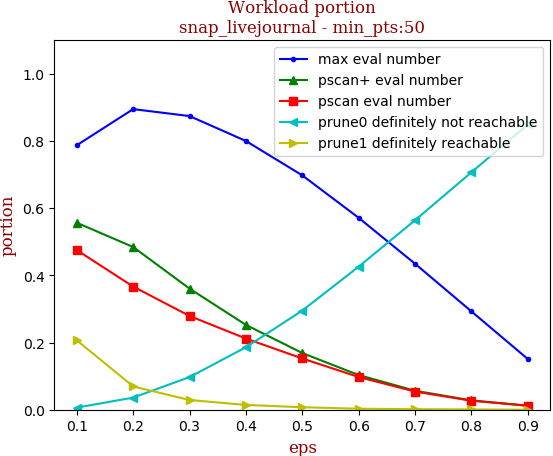 Workload portion
snap_livejournal - min_pts:50
max eval number
pscan+ eval number
pscan eval number
prune0 definitely not reachable
prune1 definitely reachable
portion
1.0
0.8
0.6
0.4
0.2
0.0
0.1 0.2 0.3 0.4 0.5 0.6 0.7 0.8 0.9
eps